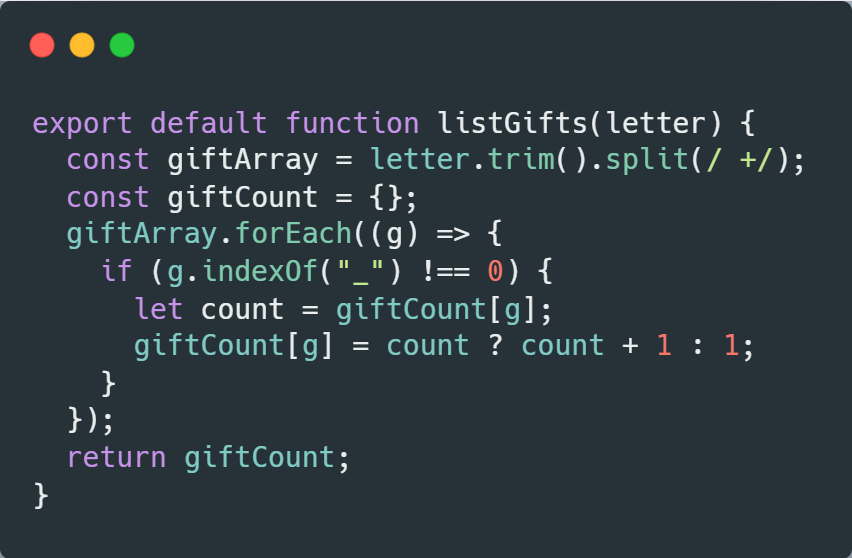 export default function listGifts(letter) {
  const giftArray = letter.trim().split(/ +/);
  const giftCount = {};
  giftArray.forEach((g) => {
    if (g.indexOf("_") !== 0) {
      let count = giftCount[g];
      giftCount[g] = count ? count + 1 : 1;
    }
  });
  return giftCount;
}